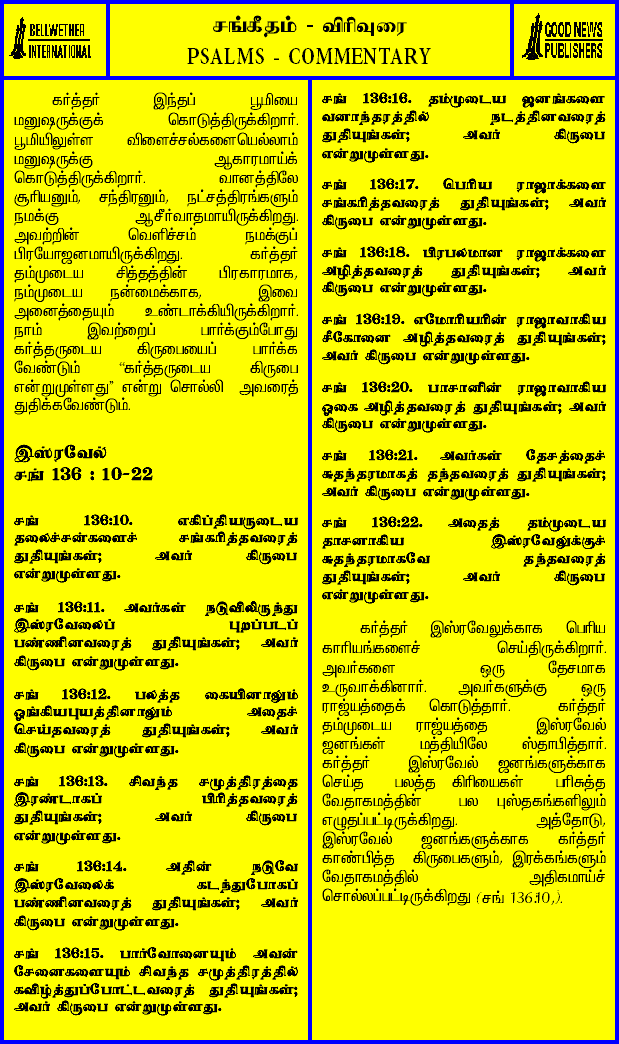 BELLWETHER
INTERNATIONAL
சங்கீதம் - விரிவுரை
PSALMS - COMMENTARY
GOOD NEWS
PUBLISHERS
கர்த்தர் இந்தப் பூமியை
மனுஷருக்குக் கொடுத்திருக்கிறார்.
பூமியிலுள்ள விளைச்சல்களையெல்லாம்
மனுஷருக்கு ஆகாரமாய்க்
கொடுத்திருக்கிறார். வானத்திலே
சூரியனும், சந்திரனும், நட்சத்திரங்களும்
நமக்கு ஆசீர்வாதமாயிருக்கிறது.
அவற்றின் வெளிச்சம் நமக்குப்
பிரயோஜனமாயிருக்கிறது. கர்த்தர்
தம்முடைய சித்தத்தின் பிரகாரமாக,
நம்முடைய நன்மைக்காக, இவை
அனைத்தையும் உண்டாக்கியிருக்கிறார்.
நாம் இவற்றைப் பார்க்கும்போது
கர்த்தருடைய கிருபையைப் பார்க்க
வேண்டும் “கர்த்தருடைய கிருபை
என்றுமுள்ளது” என்று சொல்லி அவரைத்
துதிக்கவேண்டும்.
இஸ்ரவேல்
சங் 136 : 10-22
சங் 136:10. எகிப்தியருடைய
தலைச்சன்களைச் சங்கரித்தவரைத்
துதியுங்கள்; அவர் கிருபை
என்றுமுள்ளது.
சங் 136:11. அவர்கள் நடுவிலிருந்து
இஸ்ரவேலைப் புறப்படப்
பண்ணினவரைத் துதியுங்கள்; அவர்
கிருபை என்றுமுள்ளது.
சங் 136:12. பலத்த கையினாலும்
ஓங்கியபுயத்தினாலும் அதைச்
செய்தவரைத் துதியுங்கள்; அவர்
கிருபை என்றுமுள்ளது.
சங் 136:13. சிவந்த சமுத்திரத்தை
இரண்டாகப் பிரித்தவரைத்
துதியுங்கள்; அவர் கிருபை
என்றுமுள்ளது.
சங் 136:14. அதின் நடுவே
இஸ்ரவேலைக் கடந்துபோகப்
பண்ணினவரைத் துதியுங்கள்; அவர்
கிருபை என்றுமுள்ளது.
சங் 136:15. பார்வோனையும் அவன்
சேனைகளையும் சிவந்த சமுத்திரத்தில்
கவிழ்த்துப்போட்டவரைத் துதியுங்கள்;
அவர் கிருபை என்றுமுள்ளது.
சங் 136:16. தம்முடைய ஜனங்களை
வனாந்தரத்தில் நடத்தினவரைத்
துதியுங்கள்; அவர் கிருபை
என்றுமுள்ளது.
சங் 136:17. பெரிய ராஜாக்களை
சங்கரித்தவரைத் துதியுங்கள்; அவர்
கிருபை என்றுமுள்ளது.
சங் 136:18. பிரபலமான ராஜாக்களை
அழித்தவரைத் துதியுங்கள்; அவர்
கிருபை என்றுமுள்ளது.
சங் 136:19. எமோரியரின் ராஜாவாகிய
சீகோனை அழித்தவரைத் துதியுங்கள்;
அவர் கிருபை என்றுமுள்ளது.
சங் 136:20. பாசானின் ராஜாவாகிய
ஓகை அழித்தவரைத் துதியுங்கள்; அவர்
கிருபை என்றுமுள்ளது.
சங் 136:21. அவர்கள் தேசத்தைச்
சுதந்தரமாகத் தந்தவரைத் துதியுங்கள்;
அவர் கிருபை என்றுமுள்ளது.
சங் 136:22. அதைத் தம்முடைய
தாசனாகிய இஸ்ரவேலுக்குச்
சுதந்தரமாகவே தந்தவரைத்
துதியுங்கள்; அவர் கிருபை
என்றுமுள்ளது.
கர்த்தர் இஸ்ரவேலுக்காக பெரிய
காரியங்களைச் செய்திருக்கிறார்.
அவர்களை ஒரு தேசமாக
உருவாக்கினார். அவர்களுக்கு ஒரு
ராஜ்யத்தைக் கொடுத்தார். கர்த்தர்
தம்முடைய ராஜ்யத்தை இஸ்ரவேல்
ஜனங்கள் மத்தியிலே ஸ்தாபித்தார்.
கர்த்தர் இஸ்ரவேல் ஜனங்களுக்காக
செய்த பலத்த கிரியைகள் பரிசுத்த
வேதாகமத்தின் பல புஸ்தகங்களிலும்
எழுதப்பட்டிருக்கிறது. அத்தோடு,
இஸ்ரவேல் ஜனங்களுக்காக கர்த்தர்
காண்பித்த கிருபைகளும், இரக்கங்களும்
வேதாகமத்தில் அதிகமாய்ச்
சொல்லப்பட்டிருக்கிறது (சங் 136:10,).